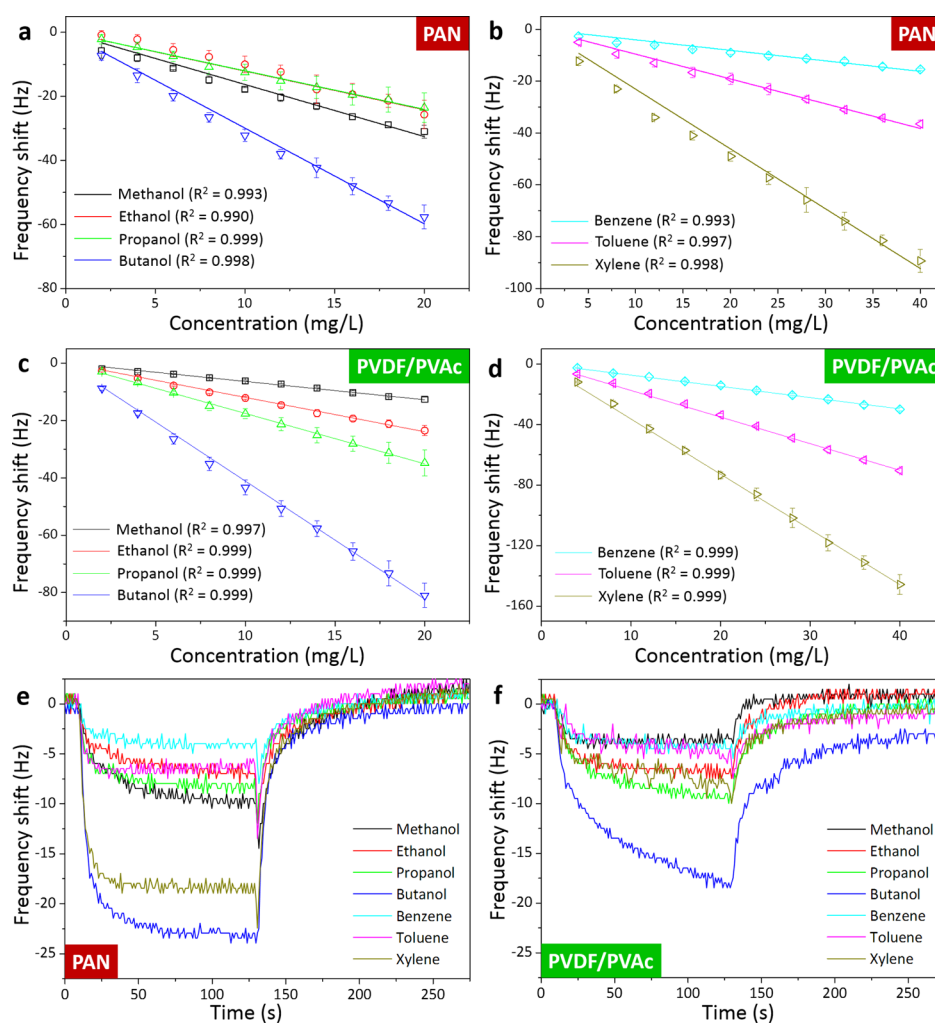 a
PAN
0
-20
-40
-60
-80
Frequency shift (Hz)
Methanol (R² = 0.993)
Ethanol (R² = 0.990)
Propanol (R² = 0.999)
Butanol (R² = 0.998)
0 5 10 15 20
Concentration (mg/L)
b
PAN
0
-20
-40
-60
-80
-100
Frequency shift (Hz)
Benzene (R² = 0.993)
Toluene (R² = 0.997)
Xylene (R² = 0.998)
0 5 10 15 20 25 30 35 40
Concentration (mg/L)
c
PVDF/PVAc
0
-20
-40
-60
-80
Frequency shift (Hz)
Methanol (R² = 0.997)
Ethanol (R² = 0.999)
Propanol (R² = 0.999)
Butanol (R² = 0.999)
0 5 10 15 20
Concentration (mg/L)
d
PVDF/PVAc
0
-40
-80
-120
-160
Frequency shift (Hz)
Benzene (R² = 0.999)
Toluene (R² = 0.999)
Xylene (R² = 0.999)
0 10 20 30 40
Concentration (mg/L)
e
0
-5
-10
-15
-20
-25
Frequency shift (Hz)
Methanol
Ethanol
Propanol
Butanol
Benzene
Toluene
Xylene
PAN
0 50 100 150 200 250
Time (s)
f
0
-5
-10
-15
-20
-25
Frequency shift (Hz)
Methanol
Ethanol
Propanol
Butanol
Benzene
Toluene
Xylene
PVDF/PVAc
0 50 100 150 200 250
Time (s)